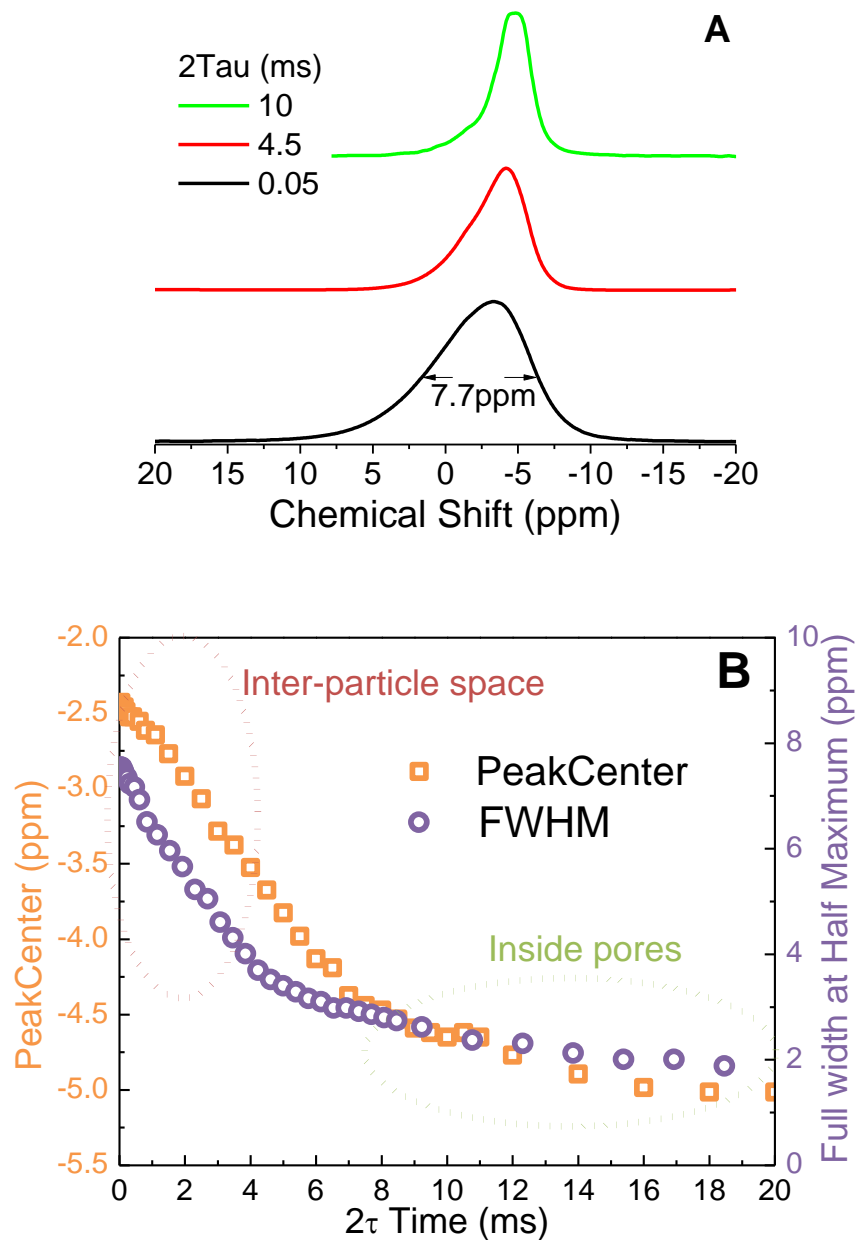 A
2Tau (ms)
10
4.5
0.05
7.7ppm
20 15 10 5 0 -5 -10 -15 -20
Chemical Shift (ppm)
B
Inter-particle space
PeakCenter
FWHM
Inside pores
PeakCenter (ppm)
-2.0
-2.5
-3.0
-3.5
-4.0
-4.5
-5.0
-5.5
Full width at Half Maximum (ppm)
10
8
6
4
2
0
0 2 4 6 8 10 12 14 16 18 20
2τ Time (ms)